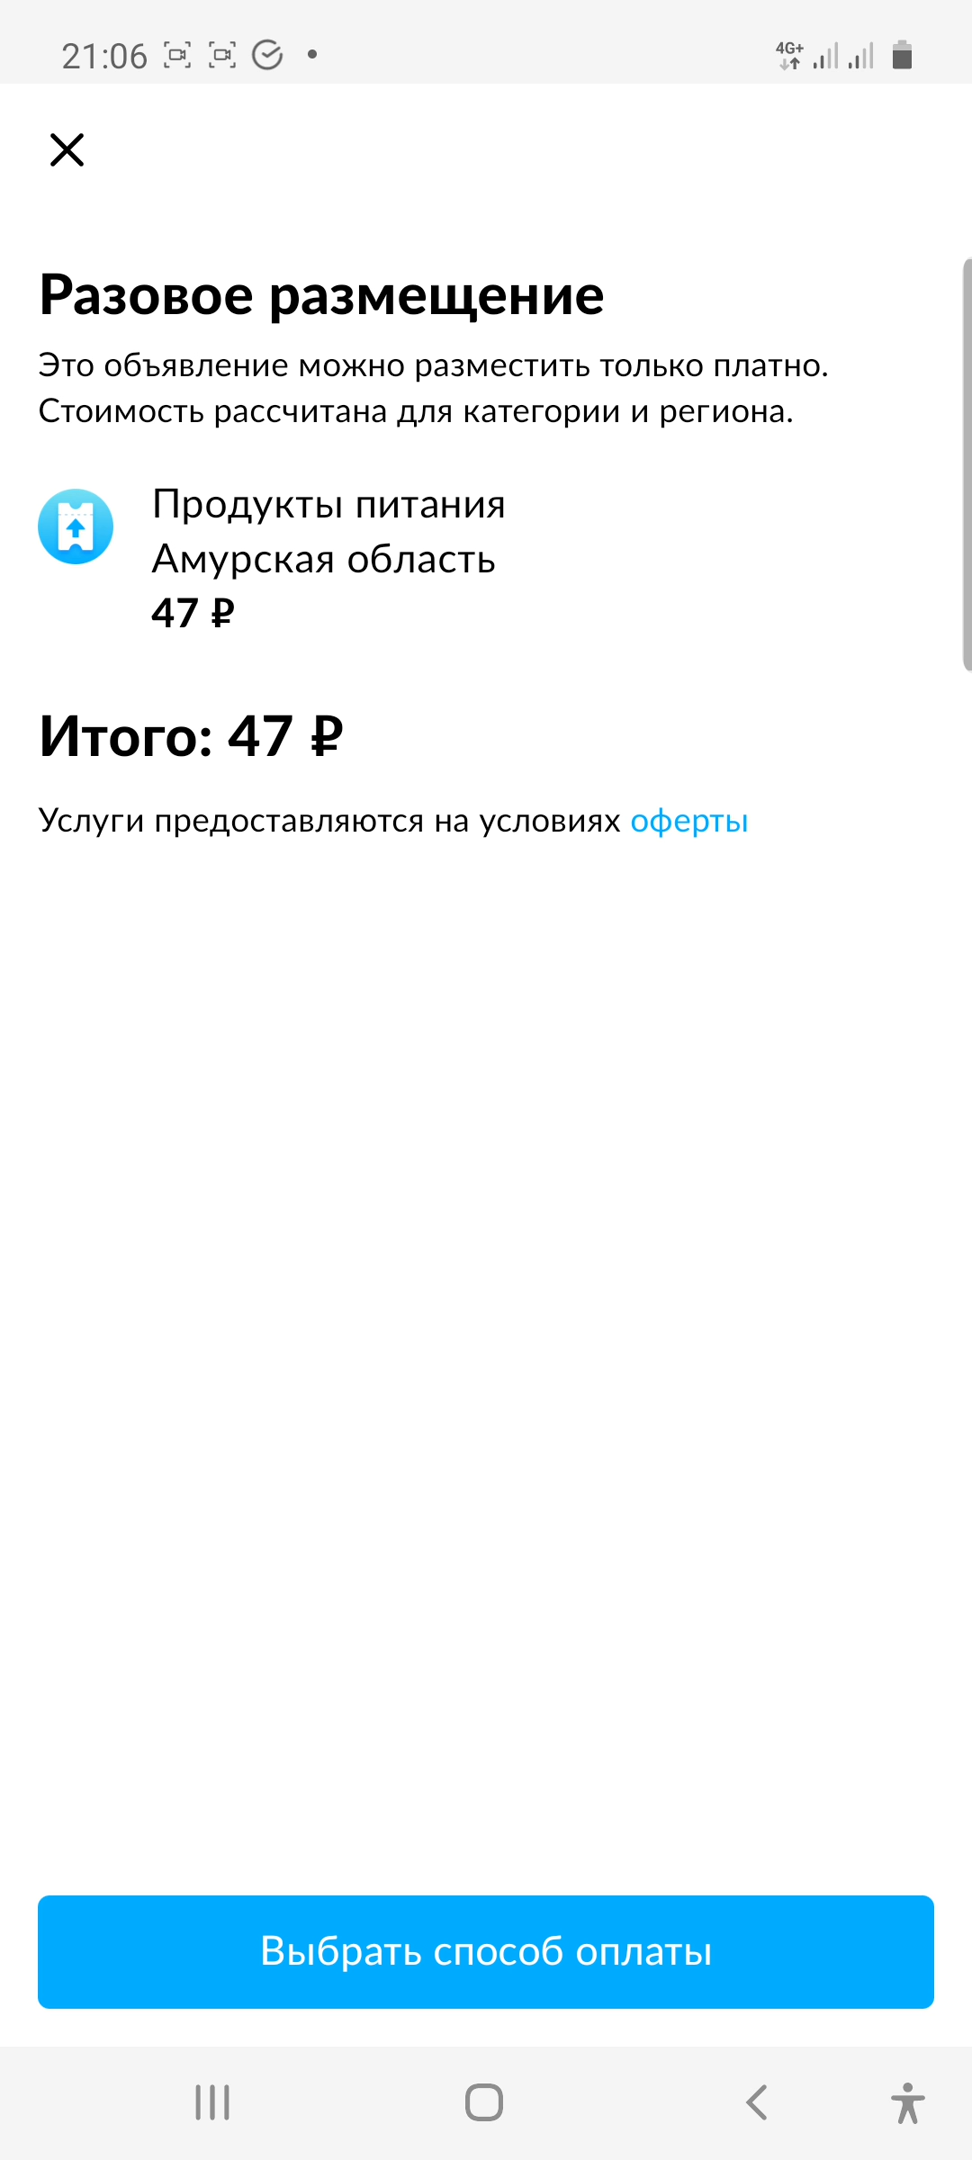 21:06
4G+
Разовое размещение
Это объявление можно разместить только платно.
Стоимость рассчитана для категории и региона.
Продукты питания
Амурская область
47 ₽
Итого: 47 ₽
Услуги предоставляются на условиях оферты
Выбрать способ оплаты